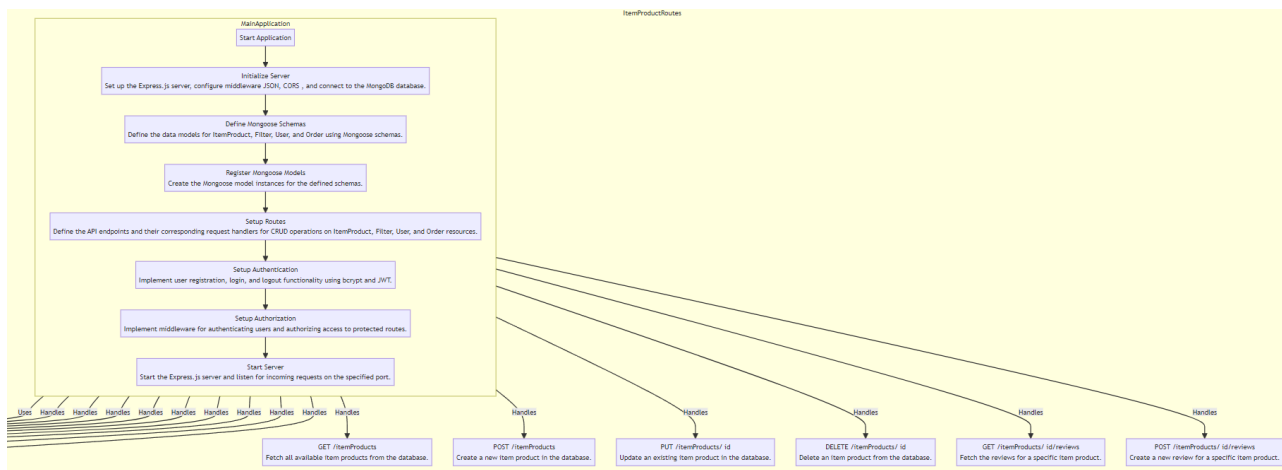 ItemProductRoutes
MainApplication
Start Application
Initialize Server
Set up the Express.js server, configure middleware JSON, CORS , and connect to the MongoDB database.
Define Mongoose Schemas
Define the data models for ItemProduct, Filter, User, and Order using Mongoose schemas.
Register Mongoose Models
Create the Mongoose model instances for the defined schemas.
Setup Routes
Define the API endpoints and their corresponding request handlers for CRUD operations on ItemProduct, Filter, User, and Order resources.
Setup Authentication
Implement user registration, login, and logout functionality using bcrypt and JWT.
Setup Authorization
Implement middleware for authenticating users and authorizing access to protected routes.
Start Server
Start the Express.js server and listen for incoming requests on the specified port.
Uses Handles Handles Handles Handles Handles Handles Handles Handles Handles Handles Handles Handles Handles Handles Handles
GET /itemProducts
Fetch all available item products from the database.
POST /itemProducts
Create a new item product in the database.
PUT /itemProducts/ id
Update an existing item product in the database.
DELETE /itemProducts/ id
Delete an item product from the database.
GET /itemProducts/ id/reviews
Fetch the reviews for a specific item product.
POST /itemProducts/ id/reviews
Create a new review for a specific item product.